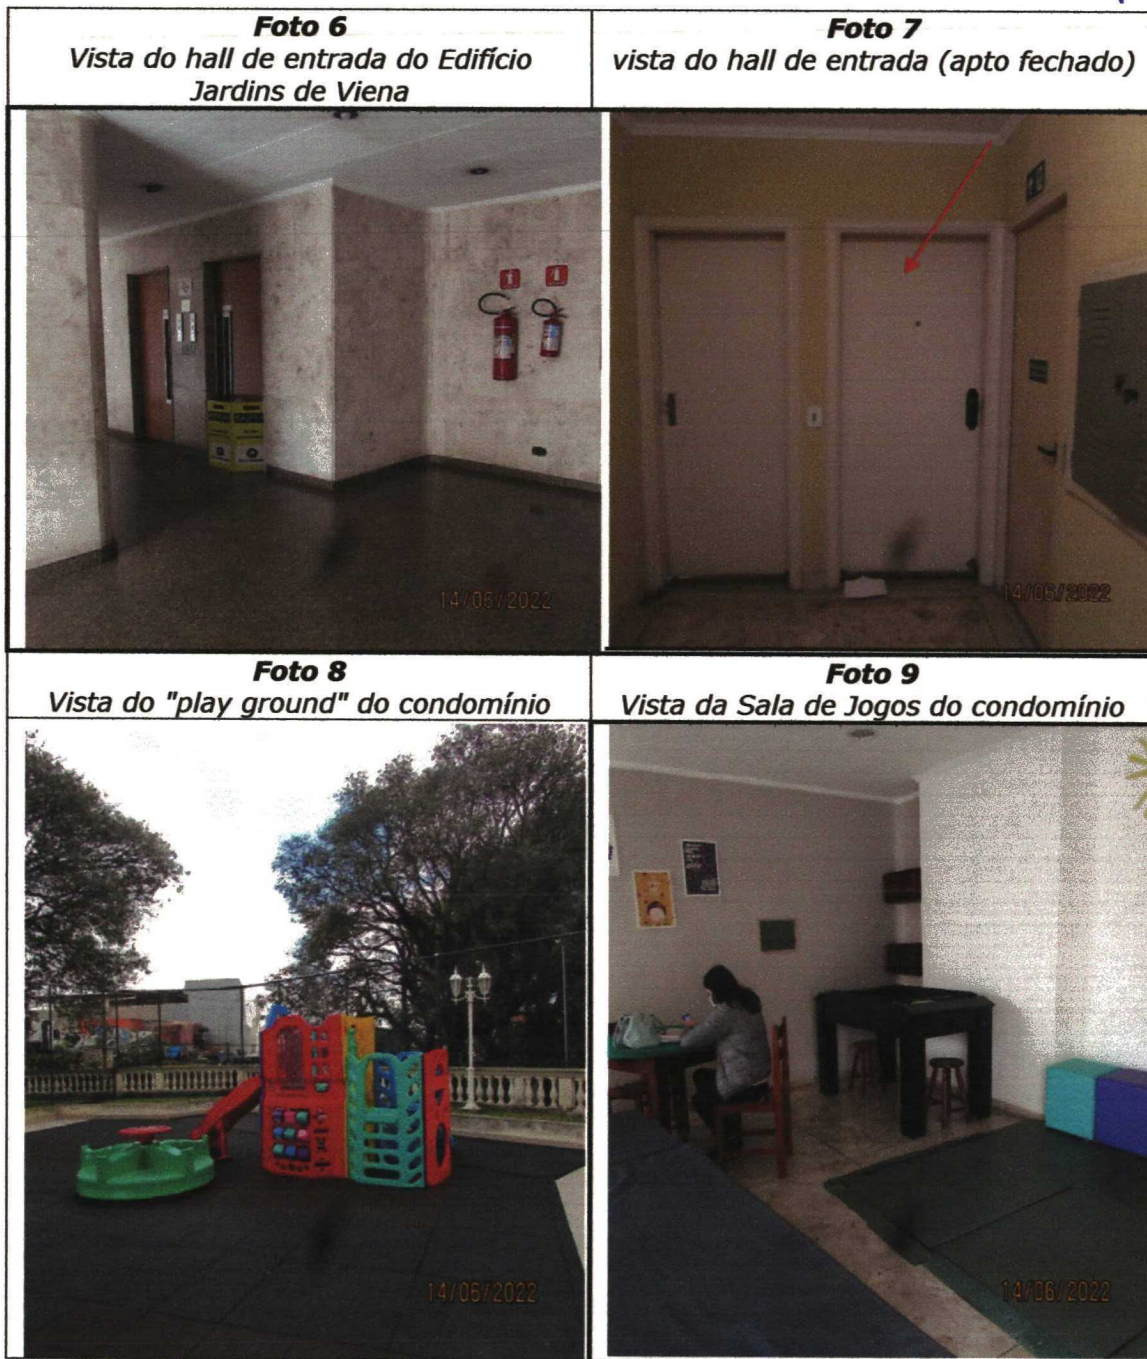 Foto 6
Vista do hall de entrada do Edifício
Jardins de Viena
Foto 7
vista do hall de entrada (apto fechado)
14/06/2022
14/06/2022
Foto 8
Vista do "play ground" do condomínio
Foto 9
Vista da Sala de Jogos do condomínio
14/06/2022
14/06/2022